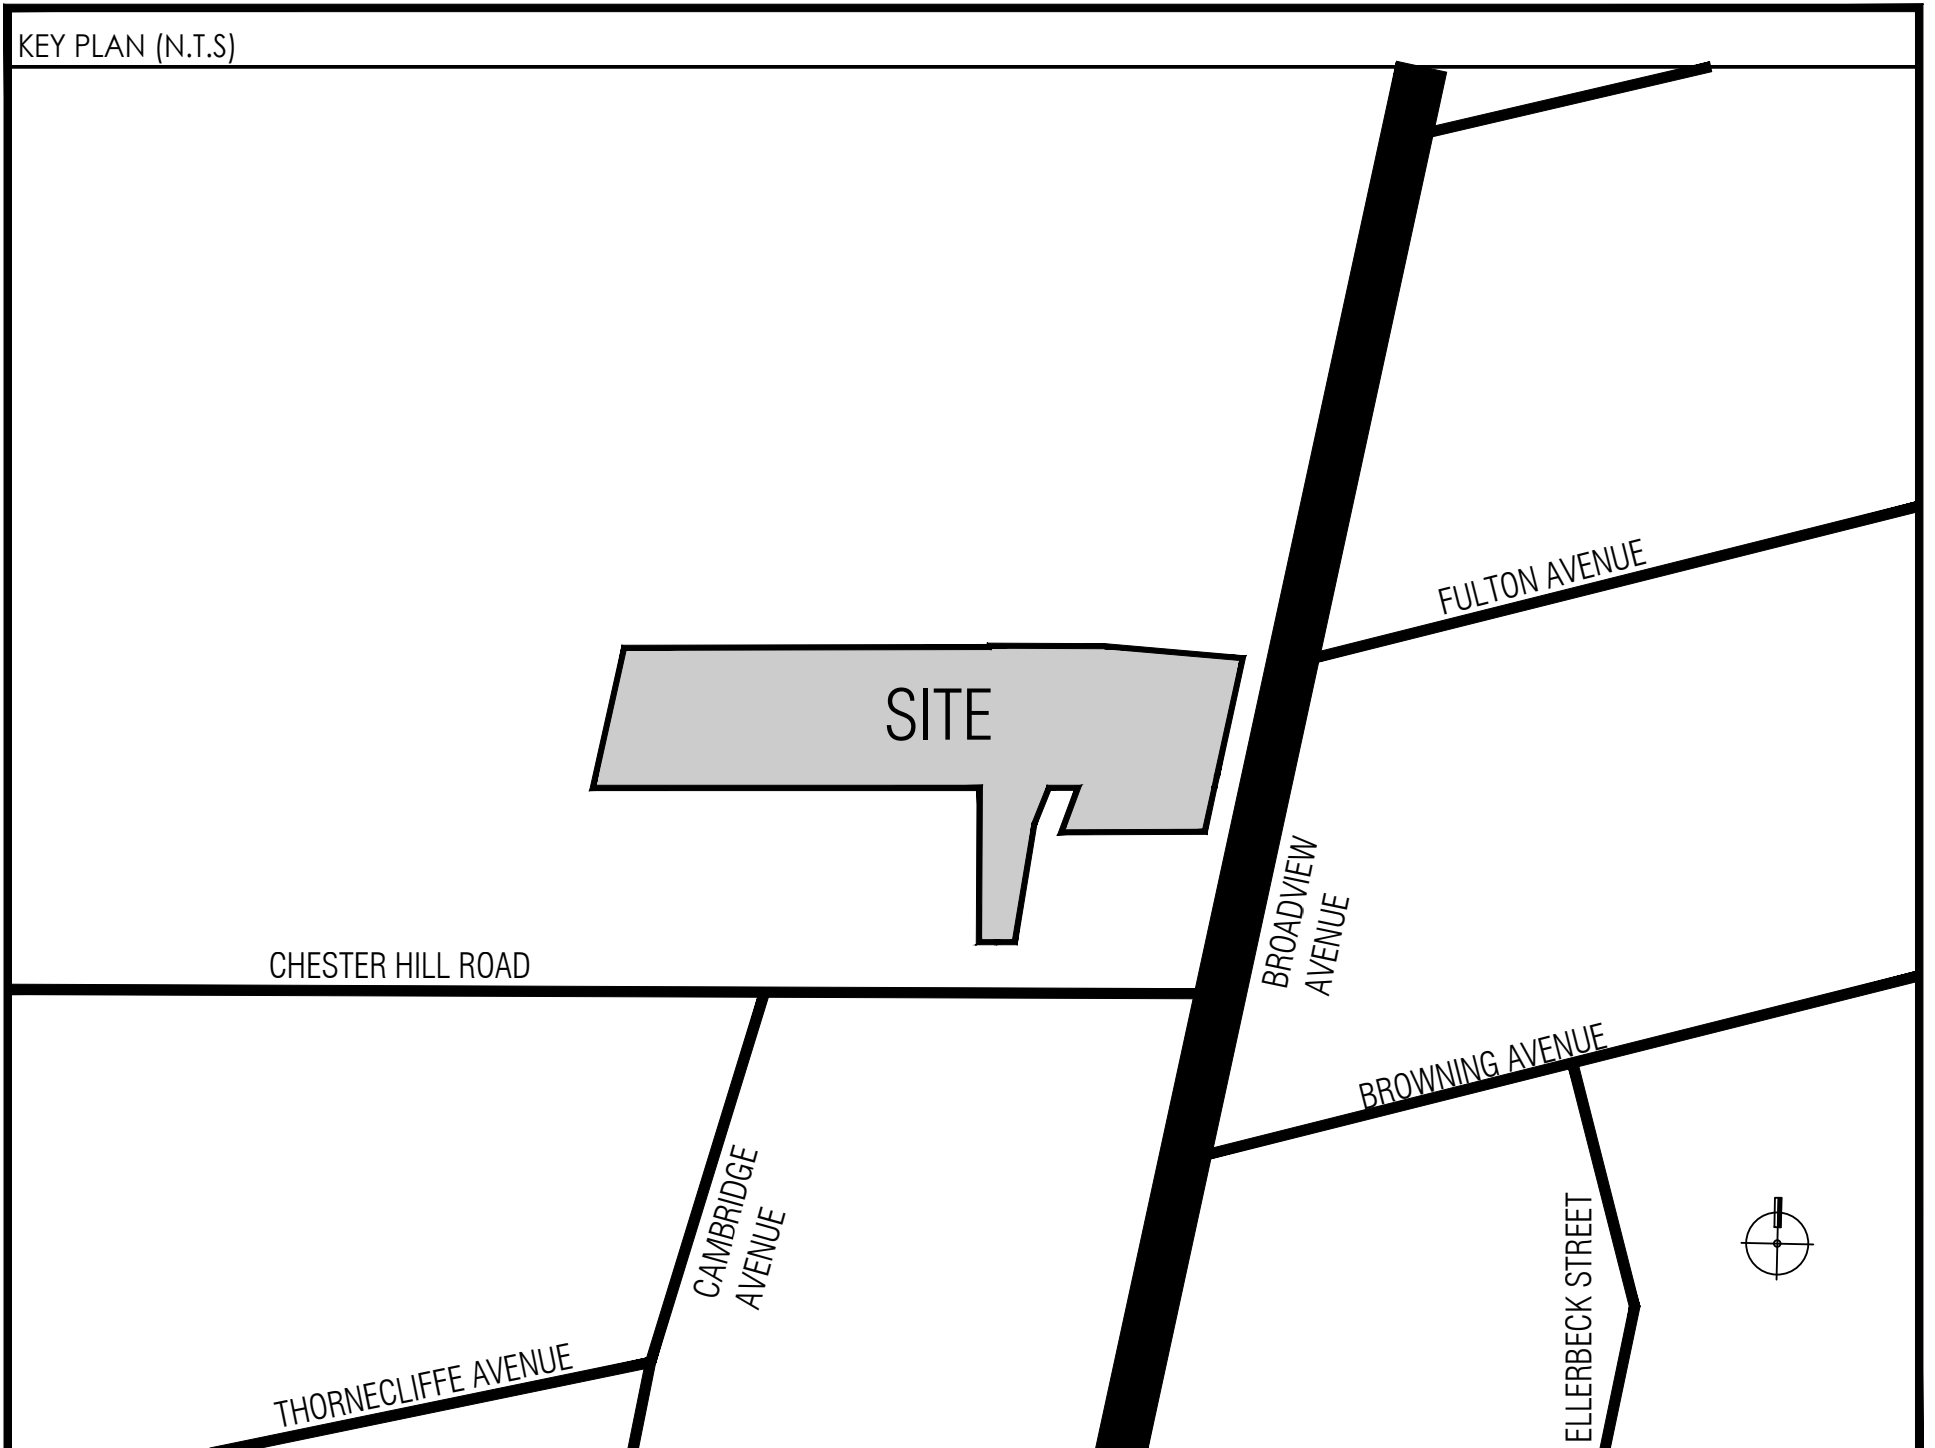 KEY PLAN (N.T.S)
FULTON AVENUE
SITE
BROADVIEW
AVENUE
CHESTER HILL ROAD
BROWNING AVENUE
CAMBRIDGE
AVENUE
ELLERBECK STREET
THORNECLIFFE AVENUE